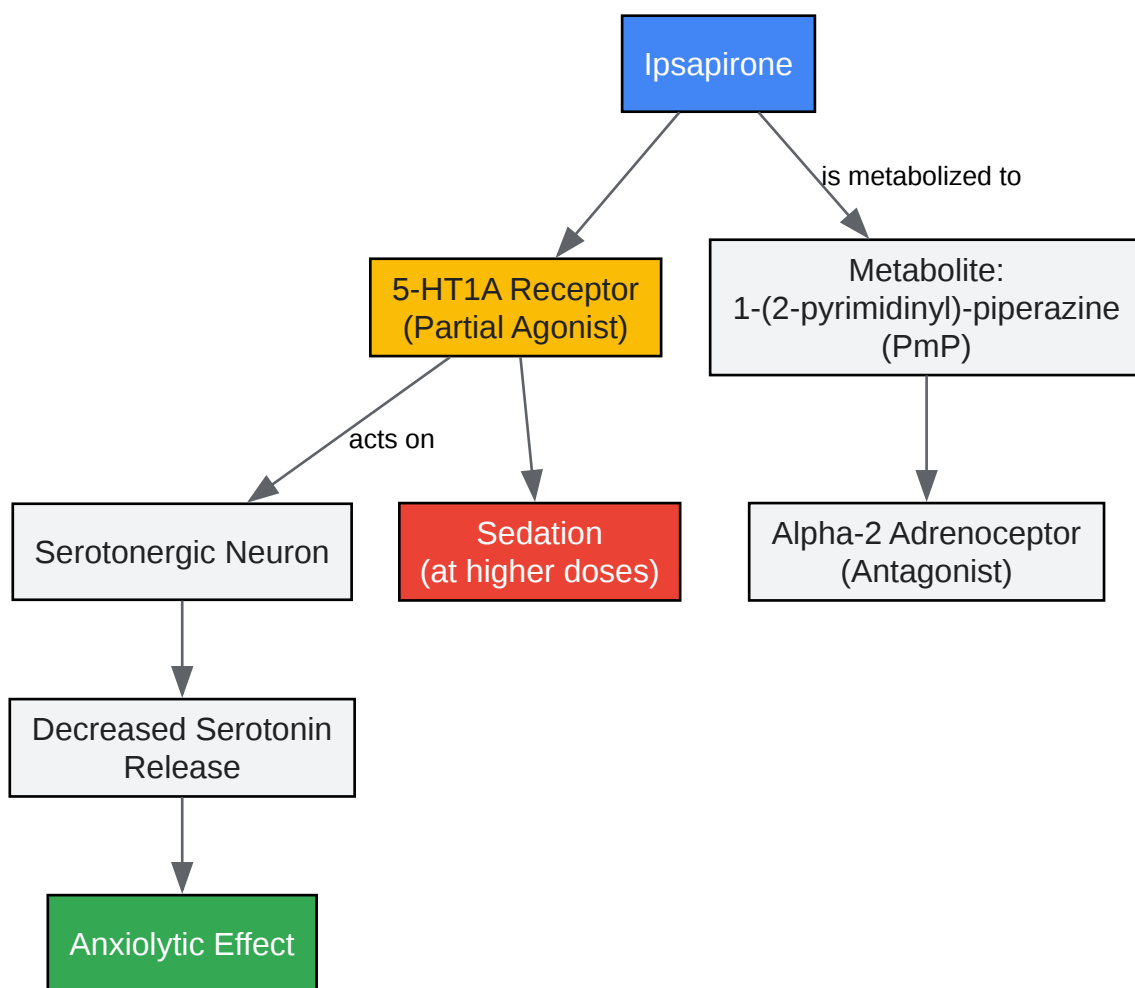 Ipsapirone
is metabolized to
5-HT1A Receptor
(Partial Agonist)
Metabolite:
1-(2-pyrimidinyl)-piperazine
(PmP)
acts on
Serotonergic Neuron
Sedation
(at higher doses)
Alpha-2 Adrenoceptor
(Antagonist)
Decreased Serotonin
Release
Anxiolytic Effect